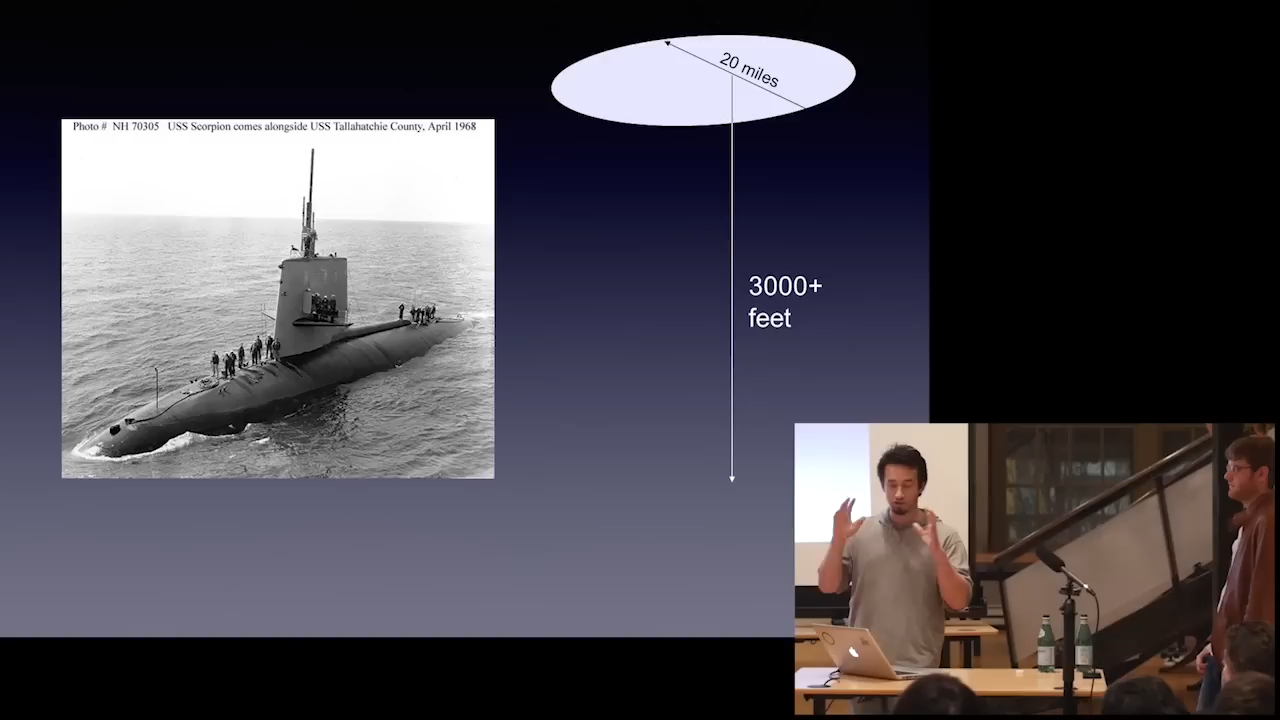 Photo # NH 70305 USS Scorpion comes alongside USS Tallahatchie County, April 1968
20 miles
3000+
feet